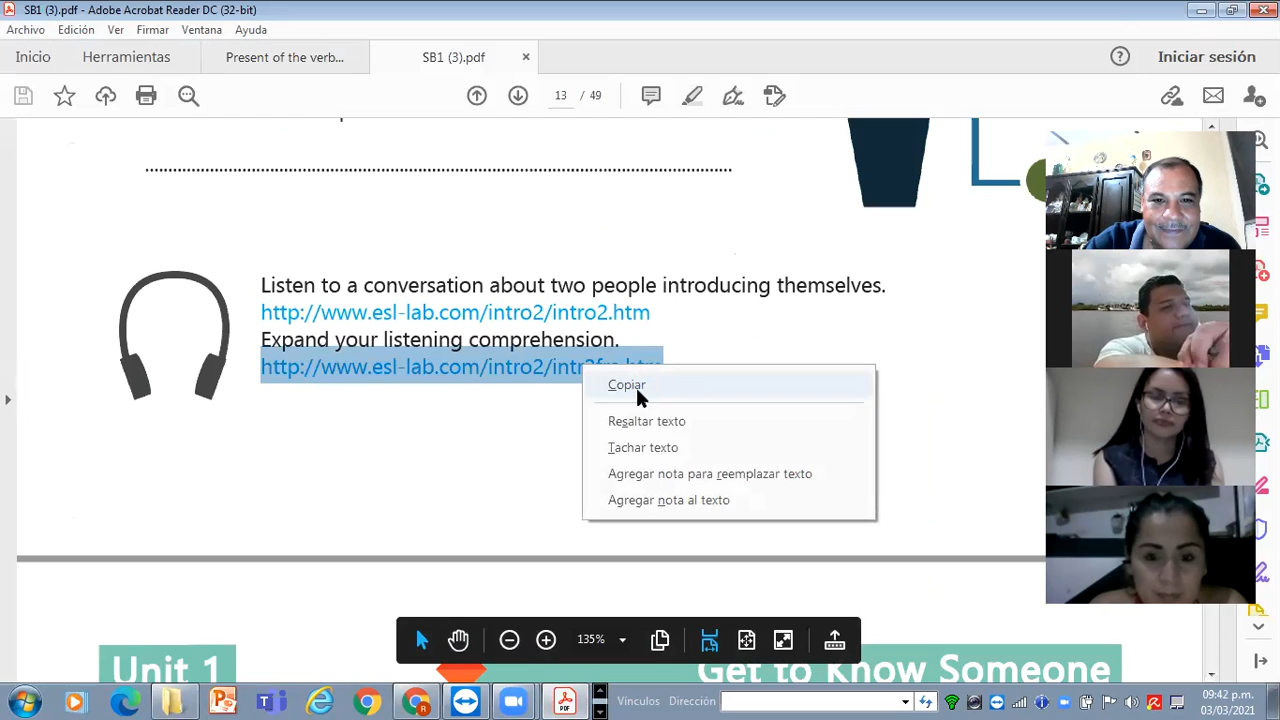 SB1 (3).pdf - Adobe Acrobat Reader DC (32-bit)
Archivo Edición Ver Firmar Ventana Ayuda
Inicio Herramientas Present of the verb... SB1 (3).pdf × Iniciar sesión
13 / 49
Listen to a conversation about two people introducing themselves.
http://www.esl-lab.com/intro2/intro2.htm
Expand your listening comprehension.
http://www.esl-lab.com/intro2/
Copiar
Resaltar texto
Tachar texto
Agregar nota para reemplazar texto
Agregar nota al texto
135%
Unit 1 Get to Know Someone
Vínculos Dirección
09:42 p.m.
03/03/2021